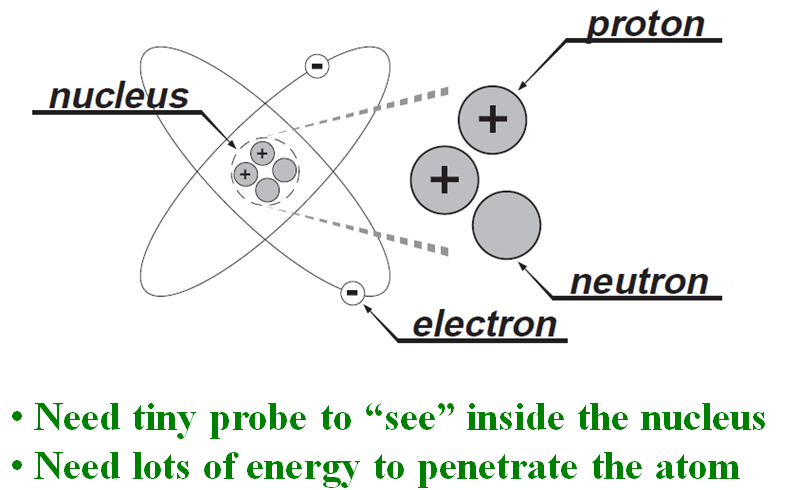 proton
nucleus
neutron
electron
• Need tiny probe to “see” inside the nucleus
• Need lots of energy to penetrate the atom